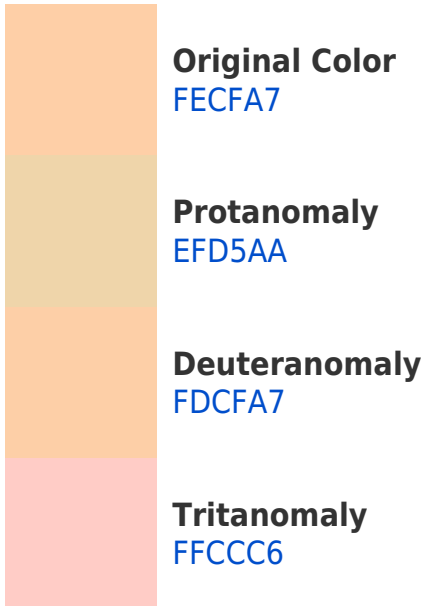 Original Color
FECFA7
Protanomaly
EFD5AA
Deuteranomaly
FDCFA7
Tritanomaly
FFCCC6